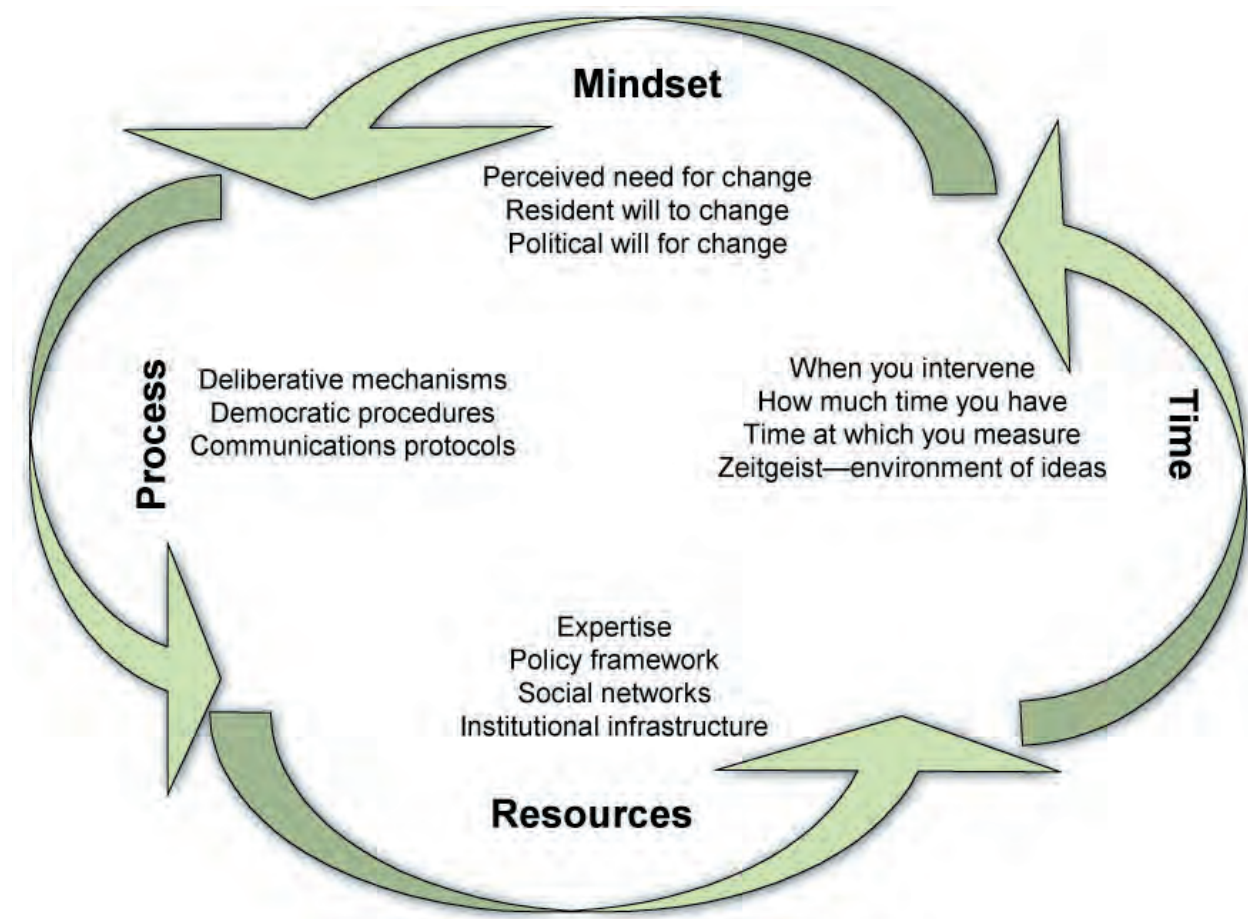 Mindset
Perceived need for change
Resident will to change
Political will for change
Process
Deliberative mechanisms
Democratic procedures
Communications protocols
When you intervene
How much time you have
Time at which you measure
Zeitgeist—environment of ideas
Time
Expertise
Policy framework
Social networks
Institutional infrastructure
Resources